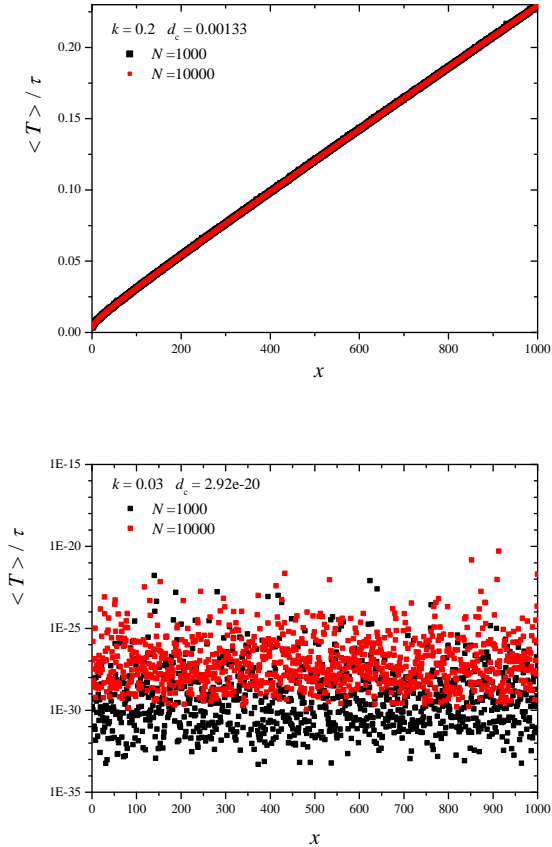 k = 0.2 d_c = 0.00133
N =1000
N =10000
< T > / τ
0.20
0.15
0.10
0.05
0.00
0 200 400 600 800 1000
x
1E-15
k = 0.03 d_c = 2.92e-20
N =1000
N =10000
< T > / τ
1E-20
1E-25
1E-30
1E-35
0 100 200 300 400 500 600 700 800 900 1000
x